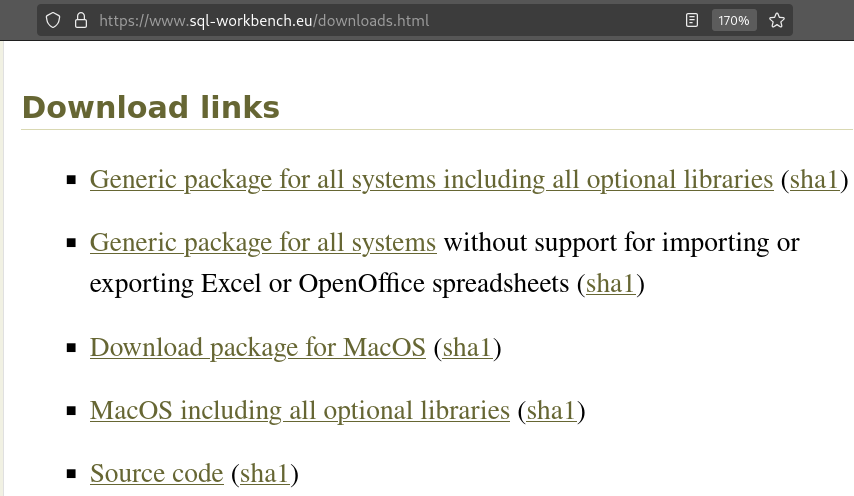 https://www.sql-workbench.eu/downloads.html 170%
Download links
Generic package for all systems including all optional libraries (sha1)
Generic package for all systems without support for importing or
exporting Excel or OpenOffice spreadsheets (sha1)
Download package for MacOS (sha1)
MacOS including all optional libraries (sha1)
Source code (sha1)